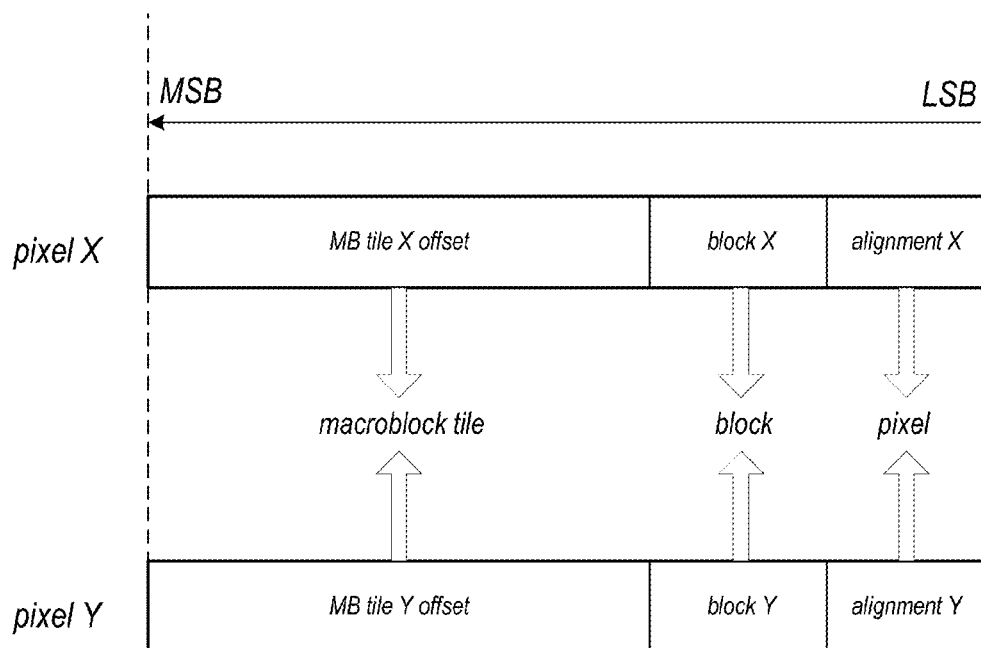 MSB LSB
pixel X MB tile X offset block X alignment X
macroblock tile block pixel
pixel Y MB tile Y offset block Y alignment Y